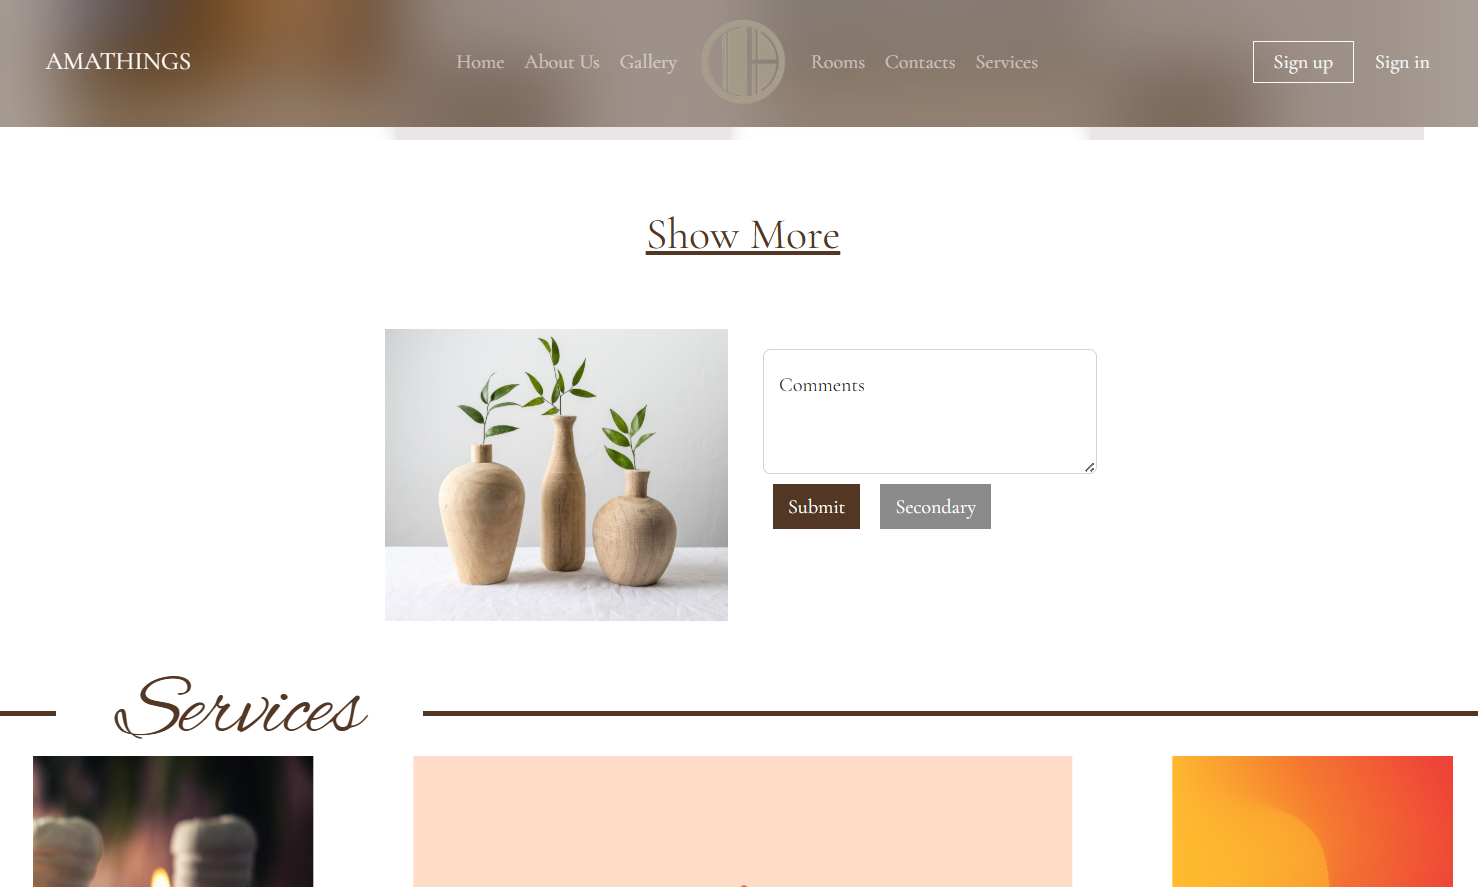 AMATHINGS
Home About Us Gallery Rooms Contacts Services
Sign up Sign in
Show More
Comments
Submit Secondary
Services